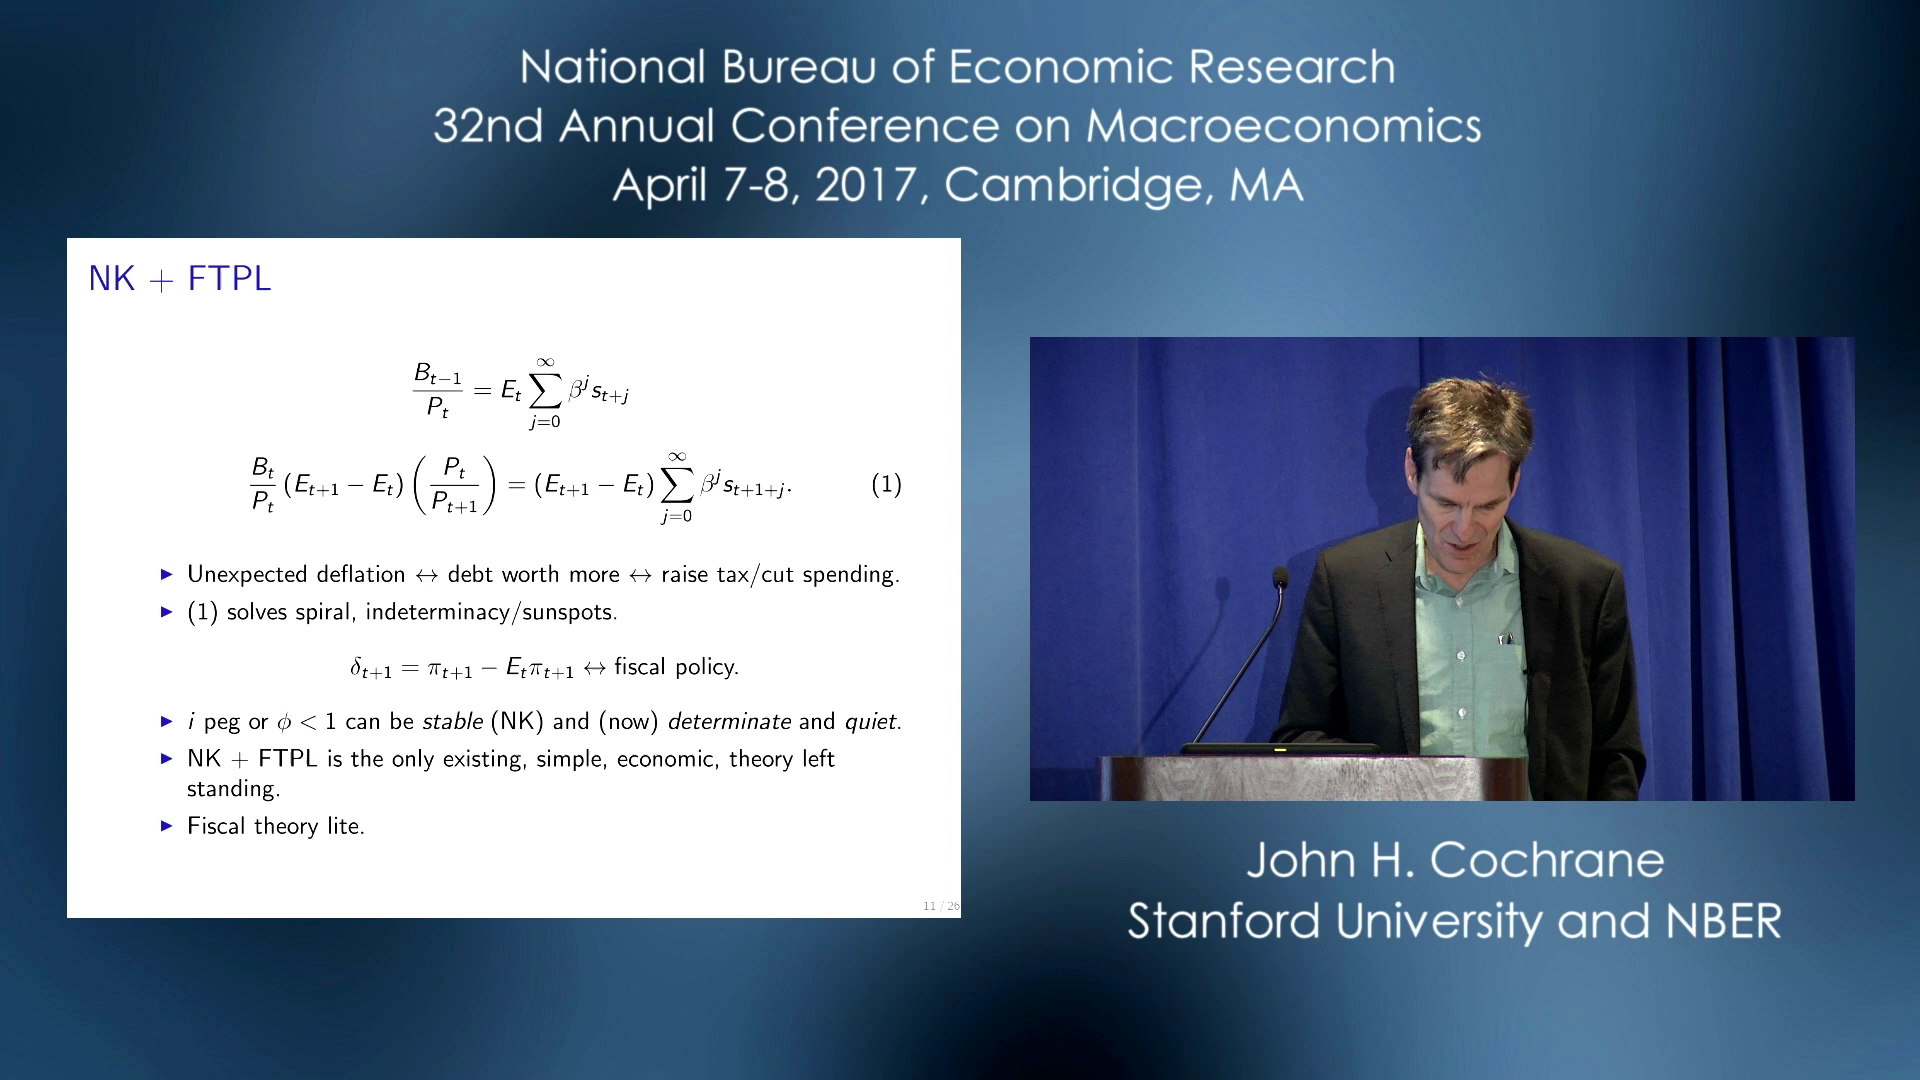 National Bureau of Economic Research
32nd Annual Conference on Macroeconomics
April 7-8, 2017, Cambridge, MA
NK + FTPL
B_{t−1}/P_t = E_t ∑_{j=0}^{∞} β^j s_{t+j}
B_t/P_t (E_{t+1} − E_t) (P_t/P_{t+1}) = (E_{t+1} − E_t) ∑_{j=0}^{∞} β^j s_{t+1+j}. (1)
▶ Unexpected deflation ↔ debt worth more ↔ raise tax/cut spending.
▶ (1) solves spiral, indeterminacy/sunspots.
δ_{t+1} = π_{t+1} − E_t π_{t+1} ↔ fiscal policy.
▶ i peg or ϕ < 1 can be stable (NK) and (now) determinate and quiet.
▶ NK + FTPL is the only existing, simple, economic, theory left
standing.
▶ Fiscal theory lite.
11 / 26
John H. Cochrane
Stanford University and NBER